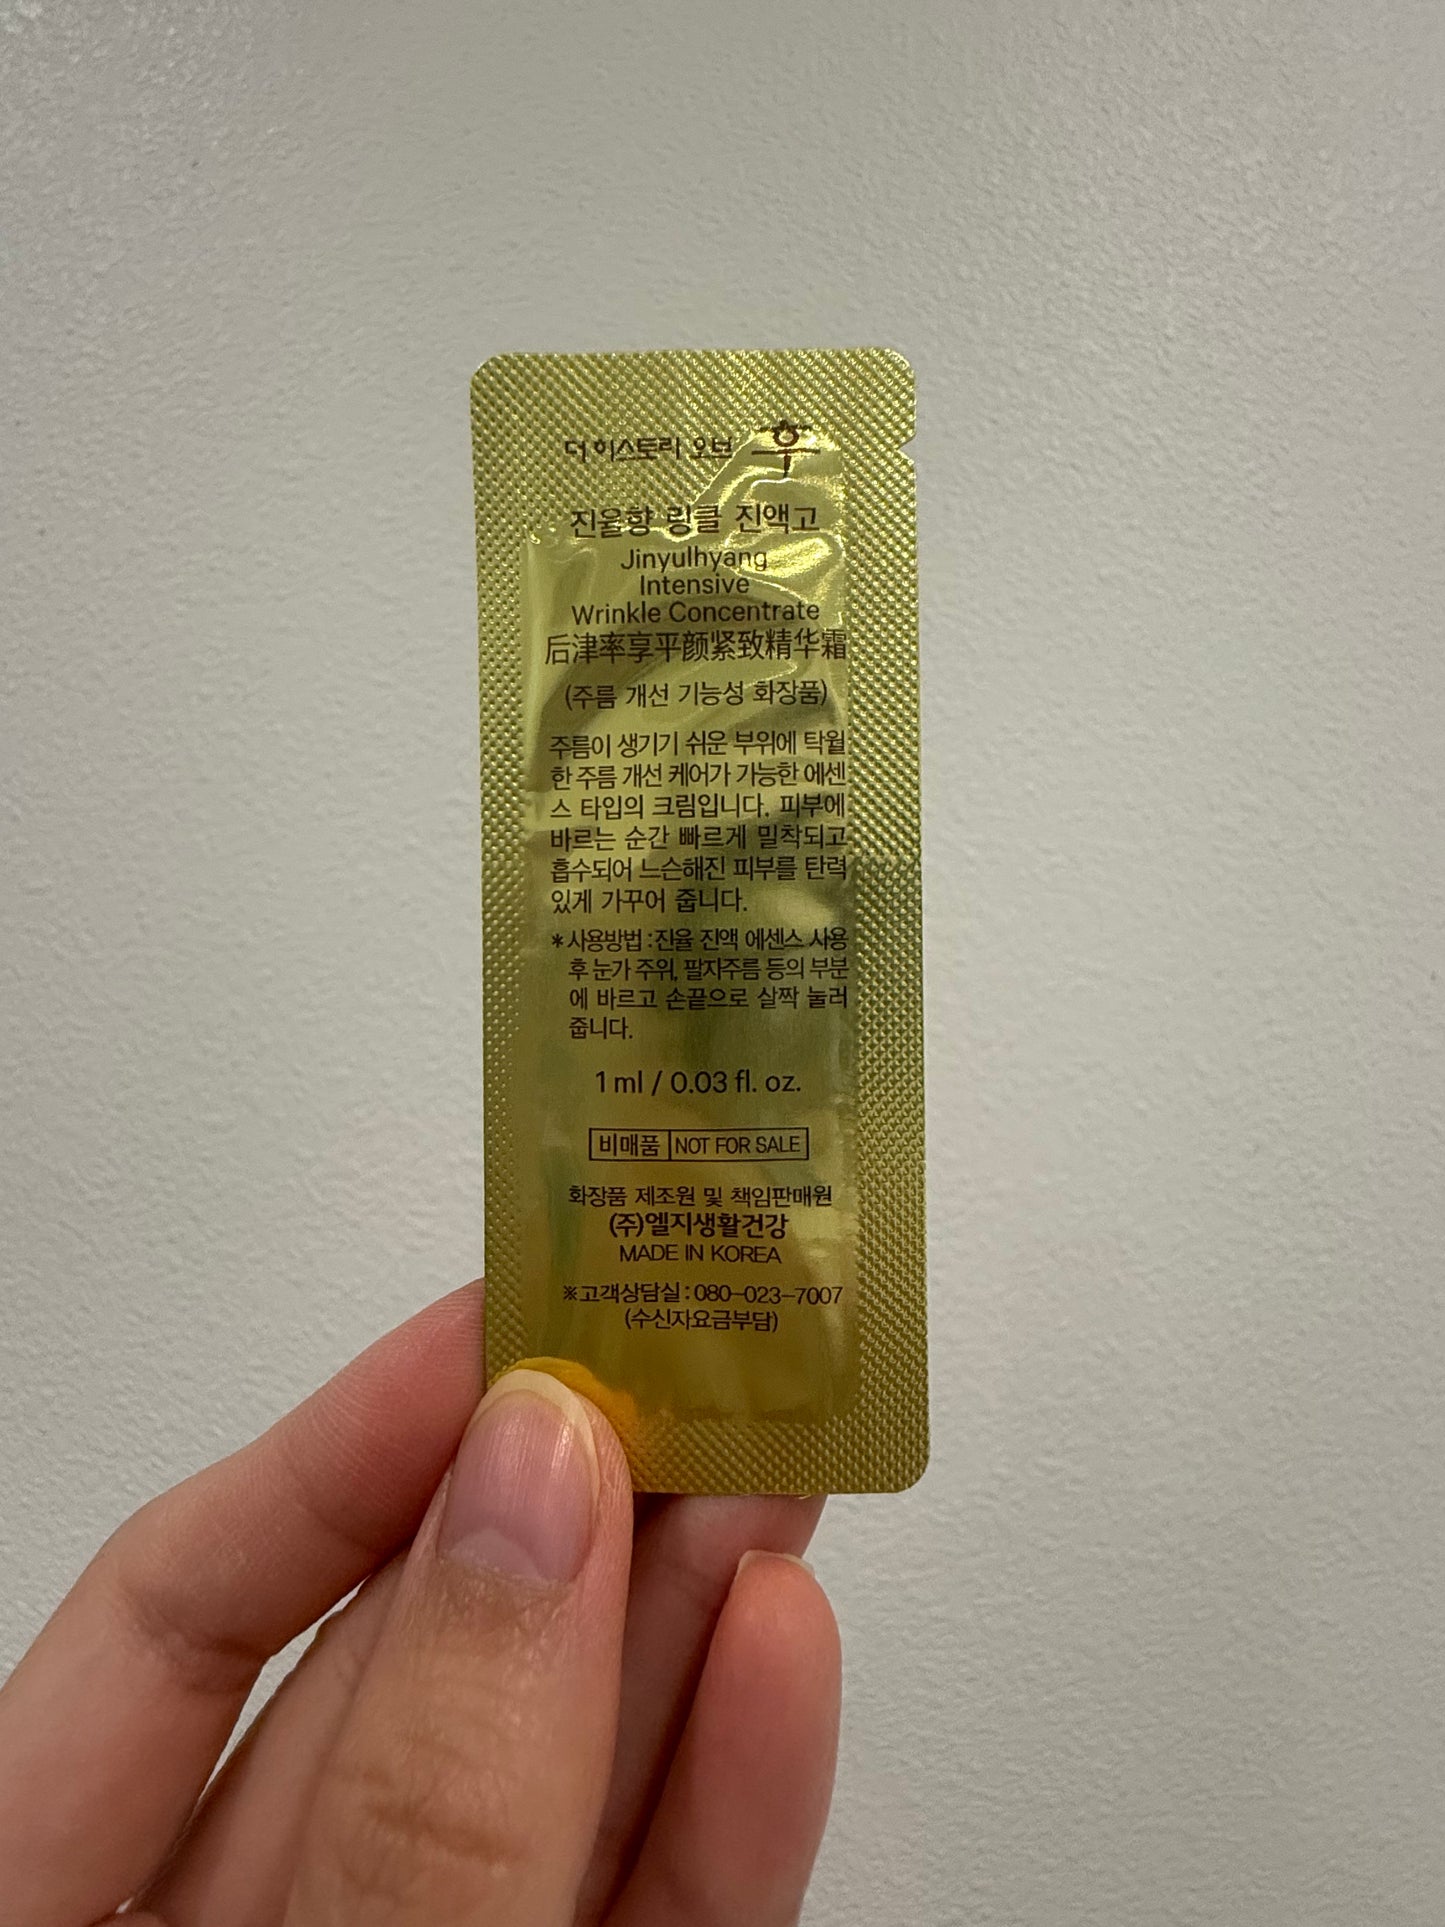 더 히스토리 오브 후
진율향 링클 진액고
Jinyulhyang
Intensive
Wrinkle Concentrate
后津率享平颜紧致精华霜
(주름 개선 기능성 화장품)
주름이 생기기 쉬운 부위에 탁월
한 주름 개선 케어가 가능한 에센
스 타입의 크림입니다. 피부에
바르는 순간 빠르게 밀착되고
흡수되어 느슨해진 피부를 탄력
있게 가꾸어 줍니다.
*사용방법 : 진율 진액 에센스 사용
후 눈가 주위, 팔자주름 등의 부분
에 바르고 손끝으로 살짝 눌러
줍니다.
1 ml / 0.03 fl. oz.
비매품 NOT FOR SALE
화장품 제조원 및 책임판매원
(주)엘지생활건강
MADE IN KOREA
※고객상담실 : 080-023-7007
(수신자요금부담)